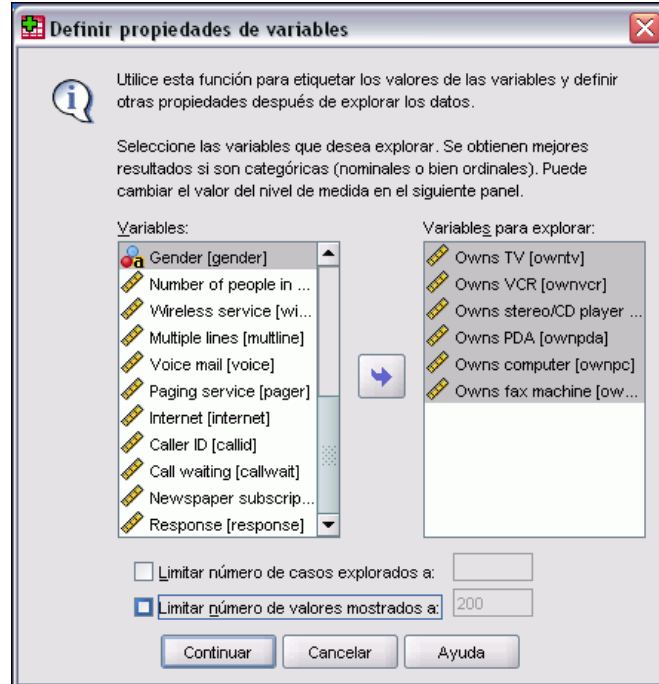 Definir propiedades de variables
Utilice esta función para etiquetar los valores de las variables y definir
otras propiedades después de explorar los datos.
Seleccione las variables que desea explorar. Se obtienen mejores
resultados si son categóricas (nominales o bien ordinales). Puede
cambiar el valor del nivel de medida en el siguiente panel.
Variables:
Gender [gender]
Number of people in ...
Wireless service [wi...
Multiple lines [multline]
Voice mail [voice]
Paging service [pager]
Internet [internet]
Caller ID [callid]
Call waiting [callwait]
Newspaper subscrip...
Response [response]
Variables para explorar:
Owns TV [owntv]
Owns VCR [ownvcr]
Owns stereo/CD player ...
Owns PDA [ownpda]
Owns computer [ownpc]
Owns fax machine [ow...
Limitar número de casos explorados a:
Limitar número de valores mostrados a: 200
Continuar Cancelar Ayuda